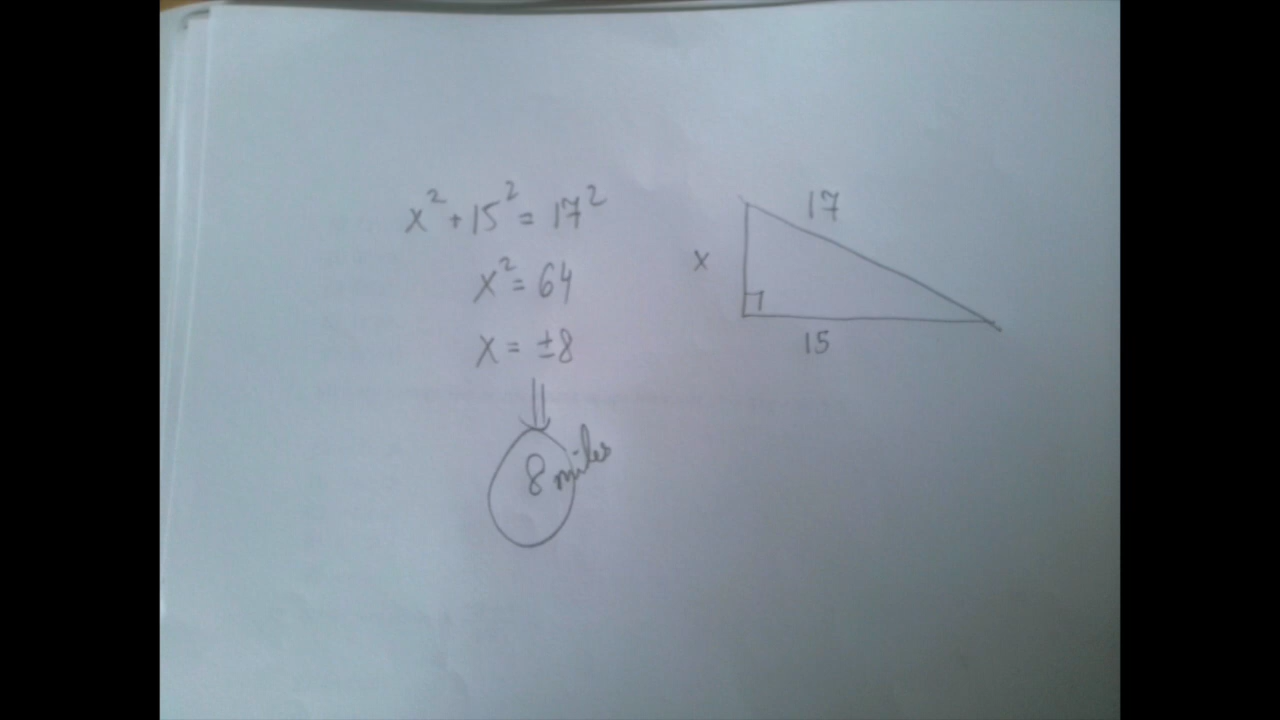 x² + 15² = 17²
x² = 64
x = ±8
8 miles
17
x
15